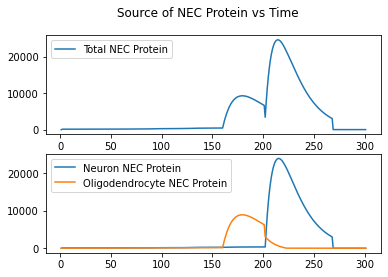 Source of NEC Protein vs Time
Total NEC Protein
20000
10000
0
0 50 100 150 200 250 300
Neuron NEC Protein
Oligodendrocyte NEC Protein
20000
10000
0
0 50 100 150 200 250 300